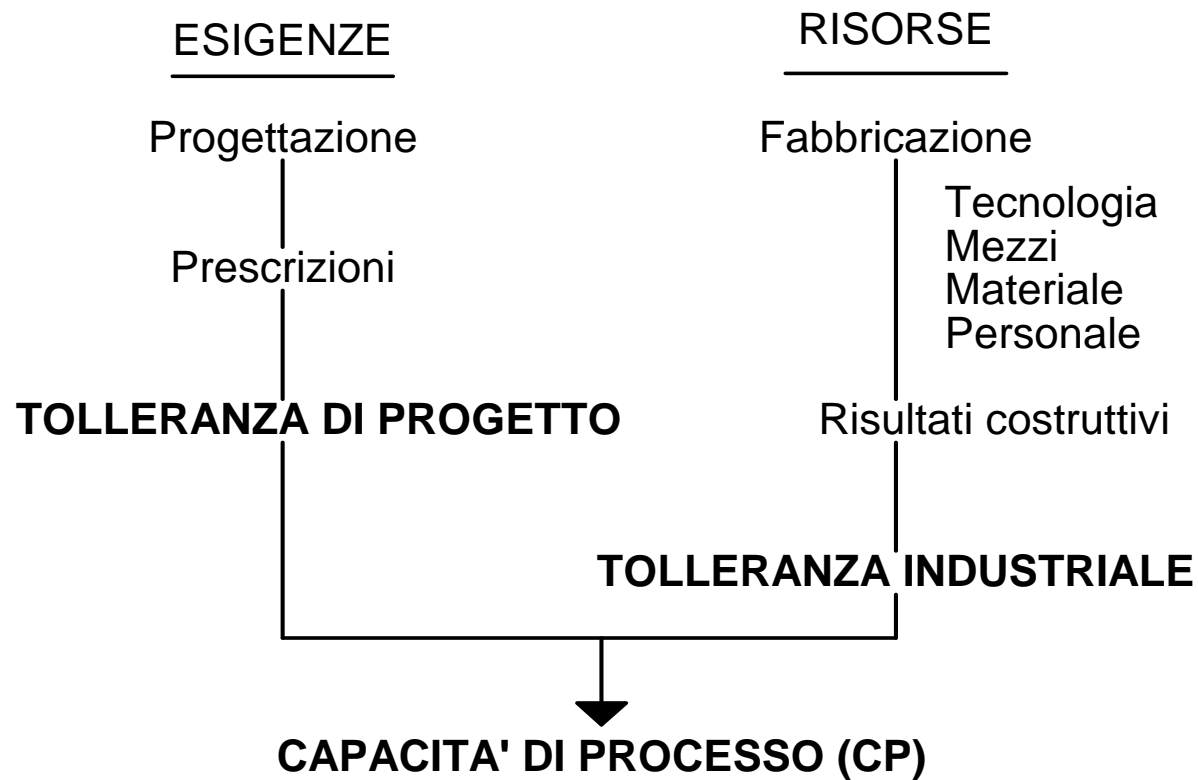 ESIGENZE
RISORSE
Progettazione
Fabbricazione
Tecnologia
Mezzi
Materiale
Personale
Prescrizioni
TOLLERANZA DI PROGETTO
Risultati costruttivi
TOLLERANZA INDUSTRIALE
CAPACITA' DI PROCESSO (CP)